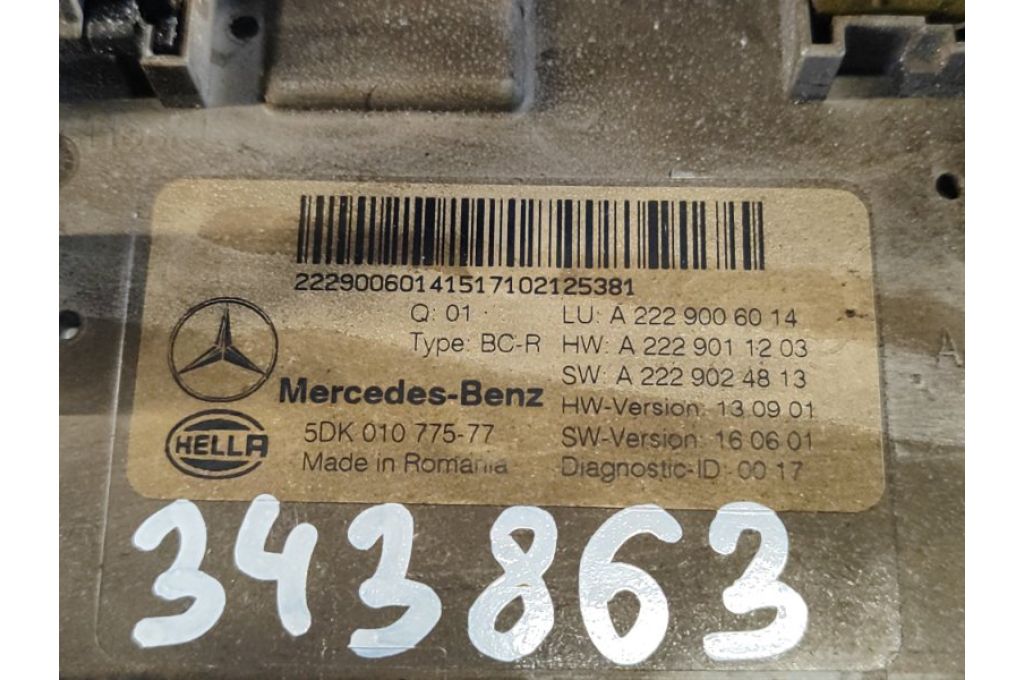 22290060141517102125381
Q: 01 LU: A 222 900 60 14
Type: BC-R HW: A 222 901 12 03
SW: A 222 902 48 13
Mercedes-Benz HW-Version: 13 09 01
HELLA 5DK 010 775-77 SW-Version: 16 06 01
Made in Romania Diagnostic-ID: 00 17
A
343863